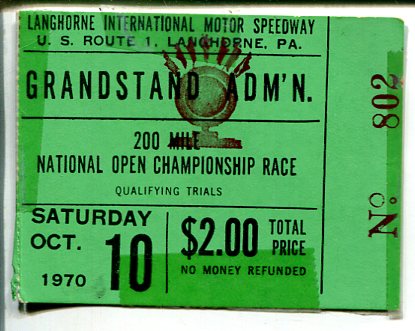 LANGHORNE INTERNATIONAL MOTOR SPEEDWAY
U. S. ROUTE 1, LANGHORNE, PA.
GRANDSTAND ADM'N.
200 MILE
NATIONAL OPEN CHAMPIONSHIP RACE
QUALIFYING TRIALS
SATURDAY
OCT. 10
1970
$2.00 TOTAL PRICE
NO MONEY REFUNDED
No 802